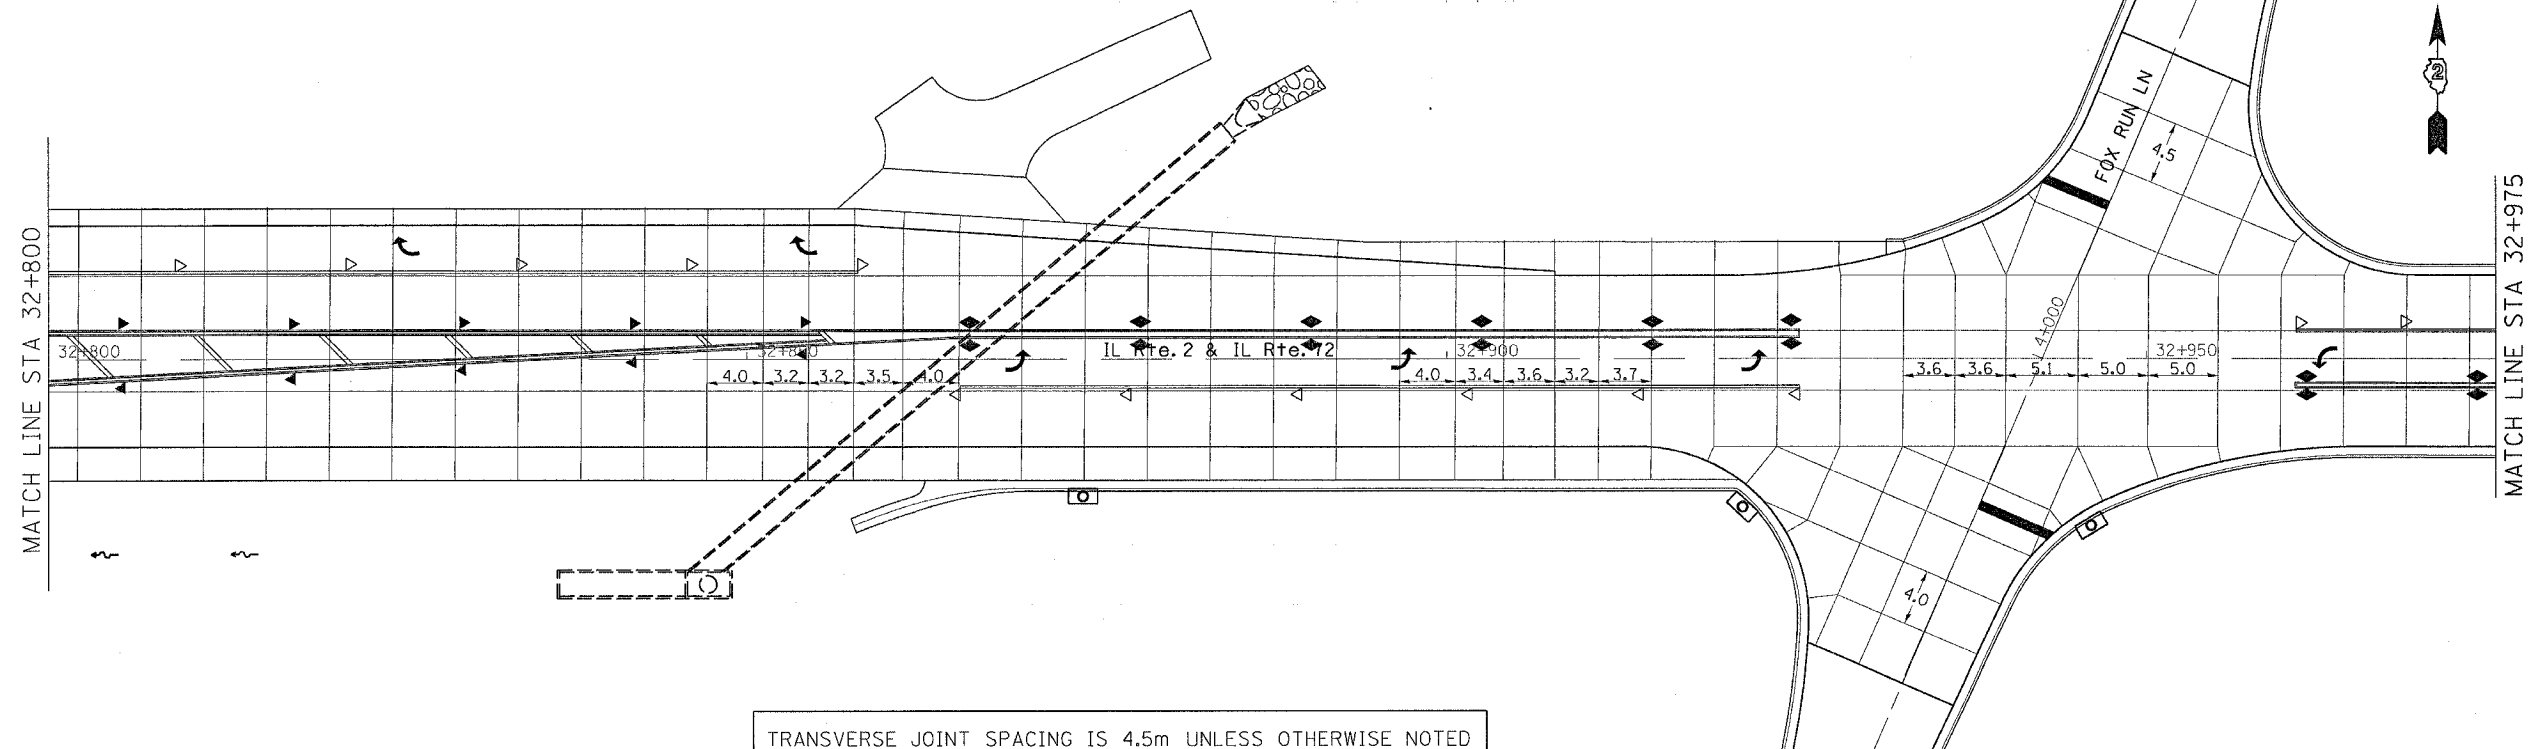 MATCH LINE STA 32+800
32+800
32+850
IL Rte. 2 & IL Rte. 72
32+900
32+950
4.0 3.2 3.2 3.5 4.0
4.0 3.4 3.6 3.2 3.7
3.6 3.6 5.1 5.0 5.0
4+000
FOX RUN LN
4.5
4.0
2
MATCH LINE STA 32+975
TRANSVERSE JOINT SPACING IS 4.5m UNLESS OTHERWISE NOTED